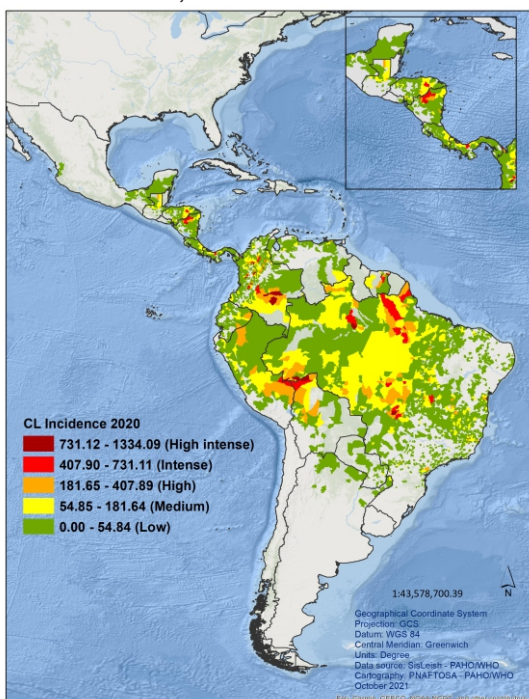 CL Incidence 2020
731.12 - 1334.09 (High intense)
407.90 - 731.11 (Intense)
181.65 - 407.89 (High)
54.85 - 181.64 (Medium)
0.00 - 54.84 (Low)
1:43,578,700.39
N
Geographical Coordinate System
Projection: GCS
Datum: WGS 84
Central Meridian: Greenwich
Units: Degree
Data source: SisLeish - PAHO/WHO
Cartography: PNAFTOSA - PAHO/WHO
October 2021